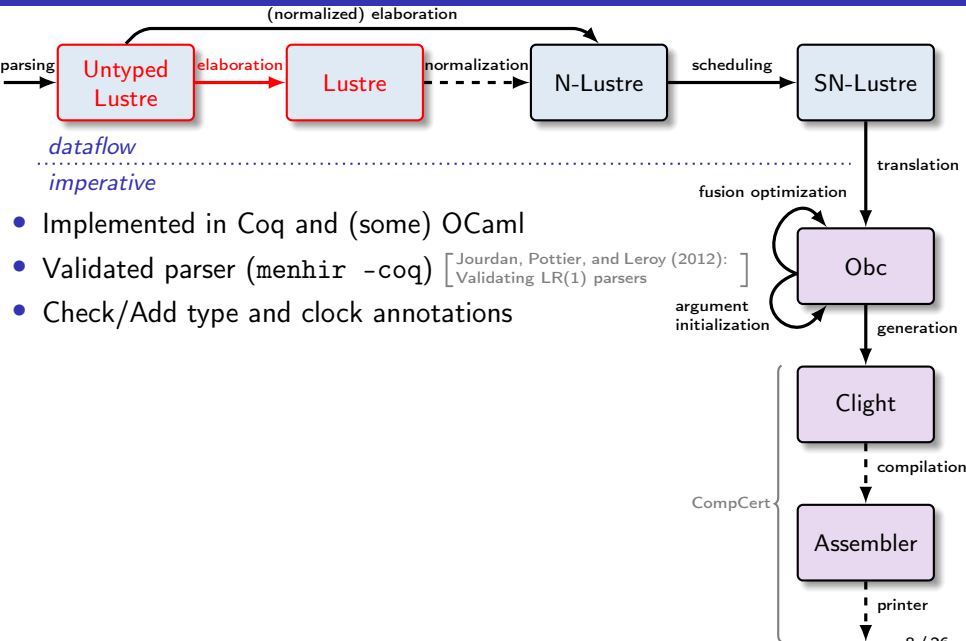 (normalized) elaboration
parsing
Untyped
Lustre
elaboration
Lustre
normalization
N-Lustre
scheduling
SN-Lustre
dataflow
imperative
translation
fusion optimization
• Implemented in Coq and (some) OCaml
• Validated parser (menhir -coq) [Jourdan, Pottier, and Leroy (2012):
Validating LR(1) parsers]
• Check/Add type and clock annotations
Obc
argument
initialization
generation
Clight
compilation
CompCert
Assembler
printer